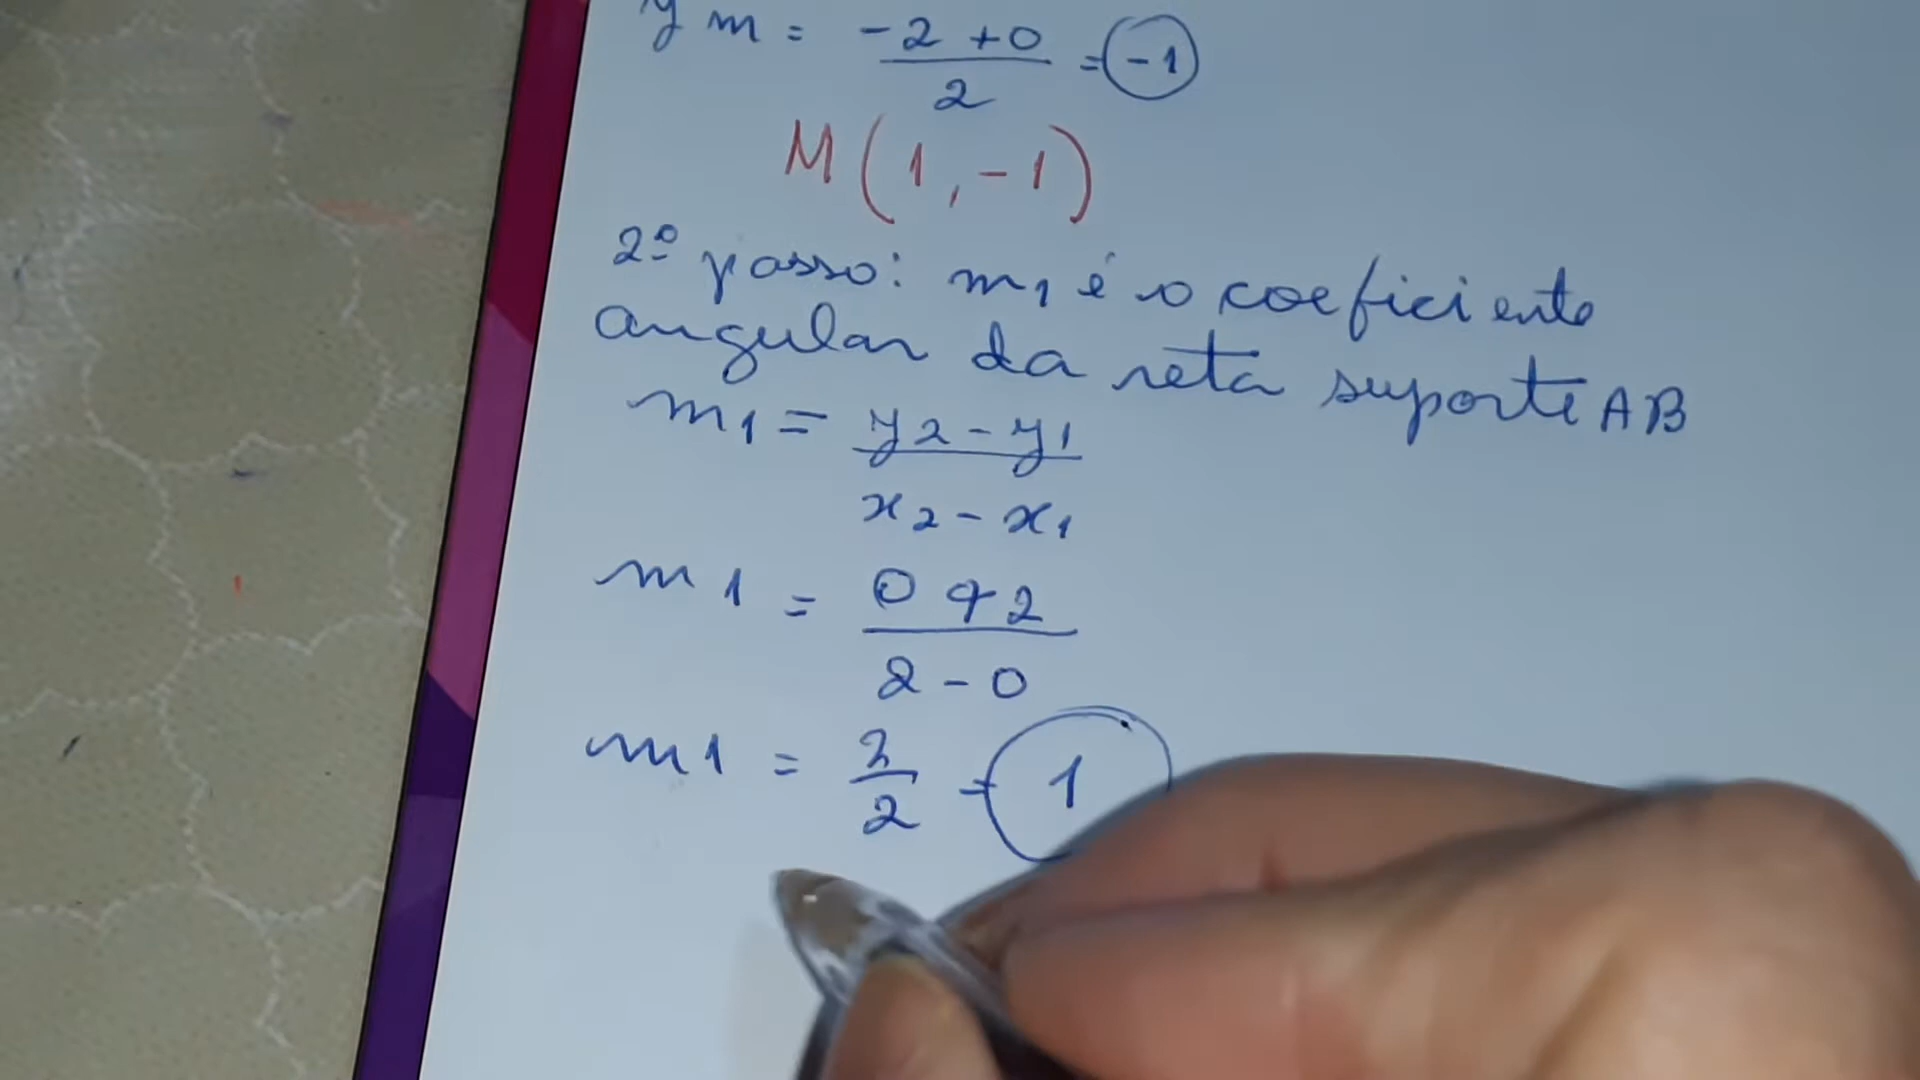 ym = -2 + 0 / 2 = -1
M(1, -1)
2º passo: m1 é o coeficiente
angular da reta suporte AB
m1 = y2 - y1 / x2 - x1
m1 = 0 + 2 / 2 - 0
m1 = 2 / 2 = 1